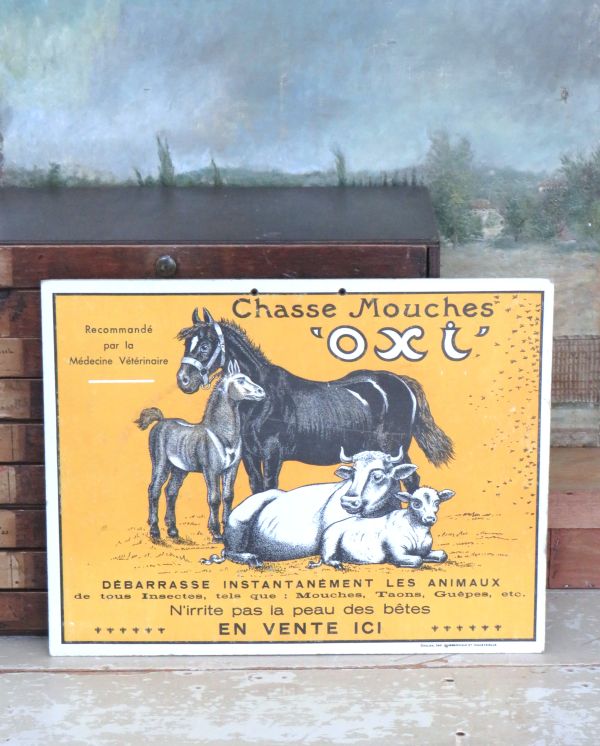 Chasse Mouches
'OXi'
Recommandé
par la
Médecine Vétérinaire
DÉBARRASSE INSTANTANÉMENT LES ANIMAUX
de tous Insectes, tels que : Mouches, Taons, Guêpes, etc.
N'irrite pas la peau des bêtes
EN VENTE ICI